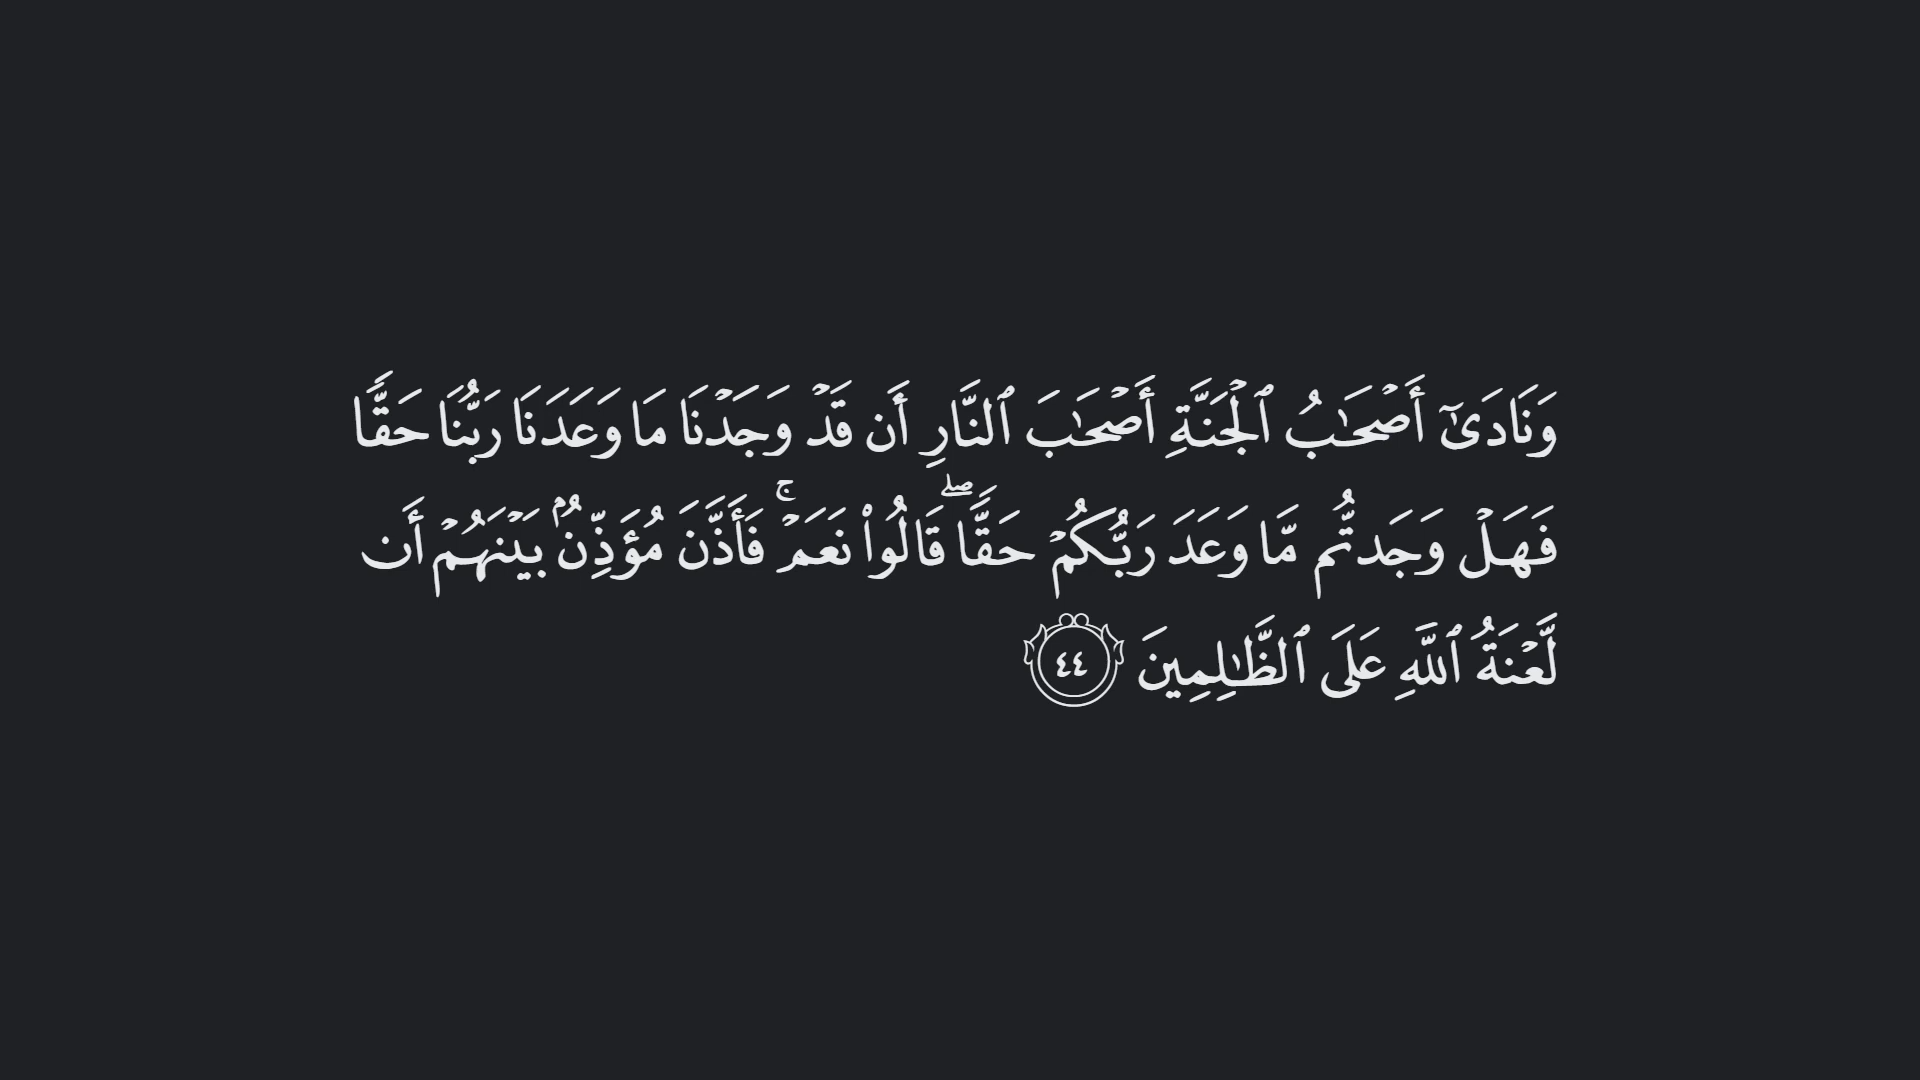 وَنَادَىٰٓ أَصْحَـٰبُ ٱلْجَنَّةِ أَصْحَـٰبَ ٱلنَّارِ أَن قَدْ وَجَدْنَا مَا وَعَدَنَا رَبُّنَا حَقًّا
فَهَلْ وَجَدتُّم مَّا وَعَدَ رَبُّكُمْ حَقًّا ۖ قَالُوا۟ نَعَمْ ۚ فَأَذَّنَ مُؤَذِّنٌۢ بَيْنَهُمْ أَن
لَّعْنَةُ ٱللَّهِ عَلَى ٱلظَّـٰلِمِينَ ٤٤